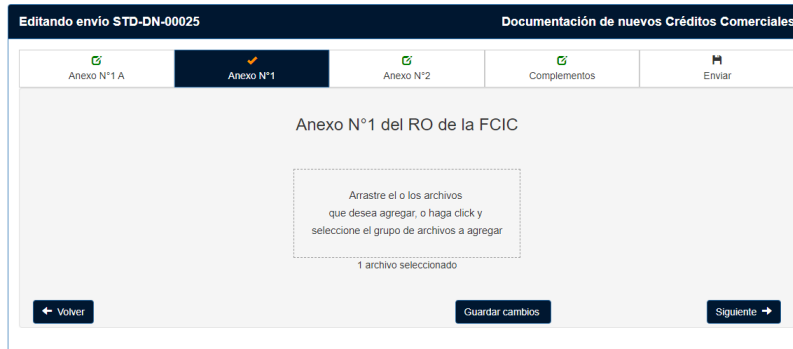 Editando envío STD-DN-00025
Documentación de nuevos Créditos Comerciales
Anexo N°1 A
Anexo N°1
Anexo N°2
Complementos
Enviar
Anexo N°1 del RO de la FCIC
Arrastre el o los archivos
que desea agregar, o haga click y
seleccione el grupo de archivos a agregar
1 archivo seleccionado
Volver
Guardar cambios
Siguiente